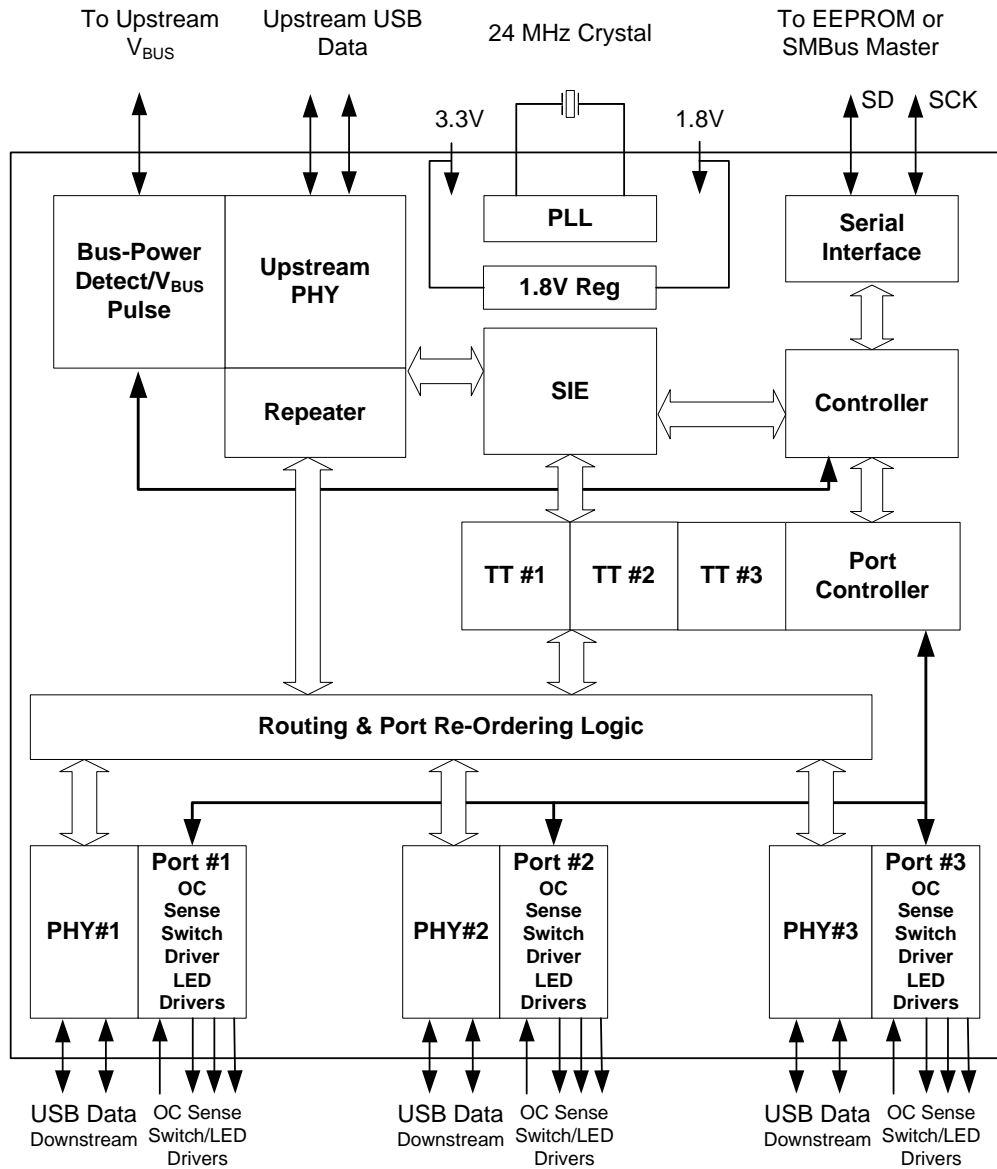 To Upstream
VBUS
Upstream USB
Data
24 MHz Crystal
To EEPROM or
SMBus Master
3.3V
1.8V
SD
SCK
Bus-Power
Detect/VBUS
Pulse
Upstream
PHY
PLL
1.8V Reg
Serial
Interface
Repeater
SIE
Controller
TT #1
TT #2
TT #3
Port
Controller
Routing & Port Re-Ordering Logic
PHY#1
Port #1
OC
Sense
Switch
Driver
LED
Drivers
PHY#2
Port #2
OC
Sense
Switch
Driver
LED
Drivers
PHY#3
Port #3
OC
Sense
Switch
Driver
LED
Drivers
USB Data
Downstream
OC Sense
Switch/LED
Drivers
USB Data
Downstream
OC Sense
Switch/LED
Drivers
USB Data
Downstream
OC Sense
Switch/LED
Drivers